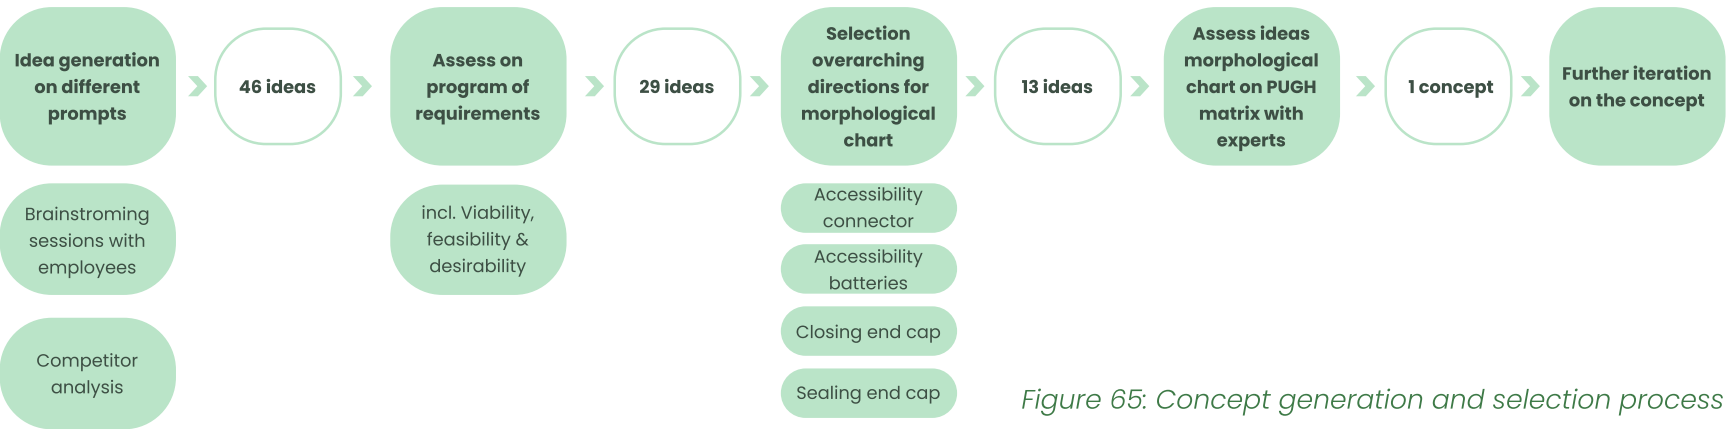 Idea generation
on different
prompts
46 ideas
Assess on
program of
requirements
29 ideas
Selection
overarching
directions for
morphological
chart
13 ideas
Assess ideas
morphological
chart on PUGH
matrix with
experts
1 concept
Further iteration
on the concept
Brainstroming
sessions with
employees
Competitor
analysis
incl. Viability,
feasibility &
desirability
Accessibility
connector
Accessibility
batteries
Closing end cap
Sealing end cap
Figure 65: Concept generation and selection process